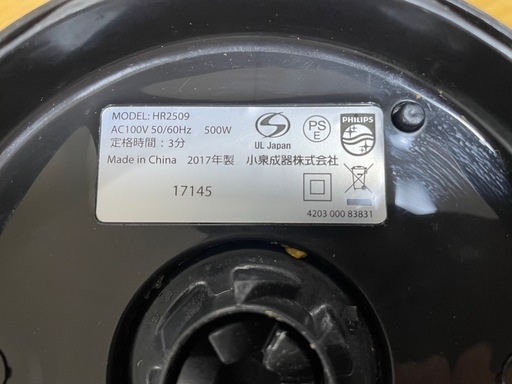 MODEL: HR2509
AC100V 50/60Hz 500W
定格時間：3分
Made in China 2017年製 小泉成器株式会社
UL Japan
PS
E
PHILIPS
17145
4203 000 83831